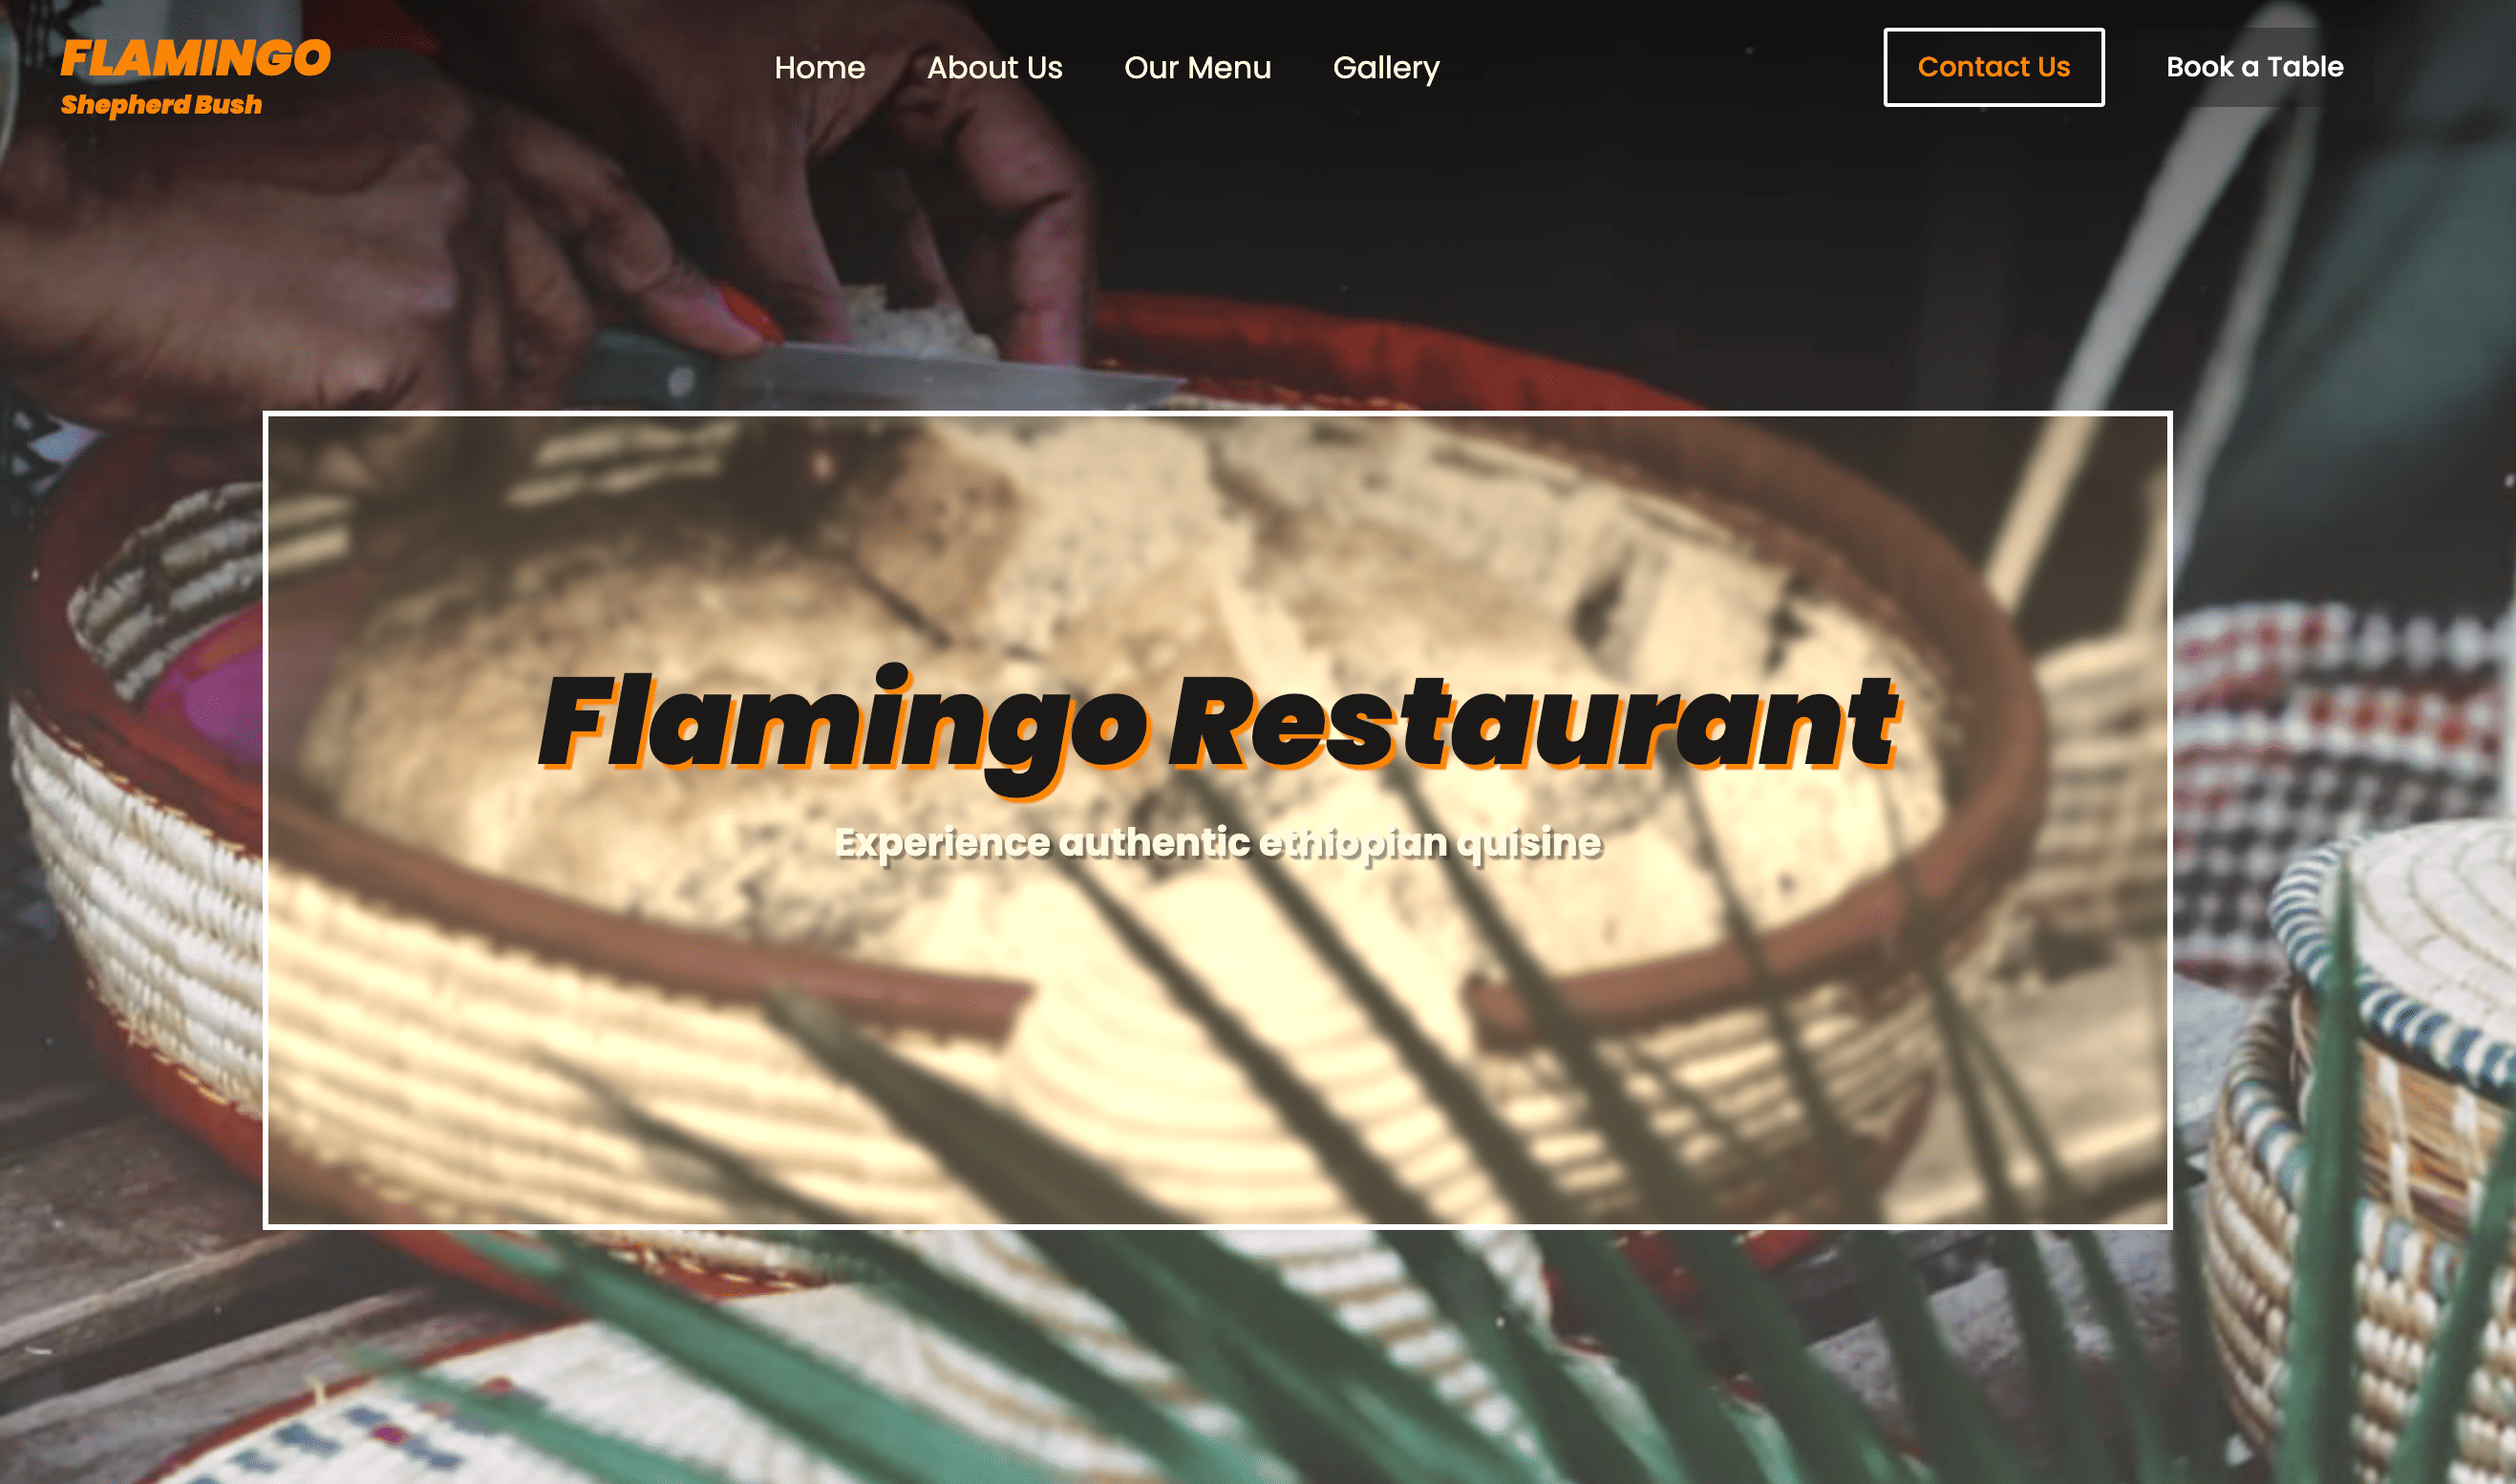 FLAMINGO
Shepherd Bush
Home About Us Our Menu Gallery
Contact Us Book a Table
Flamingo Restaurant
Experience authentic ethiopian quisine